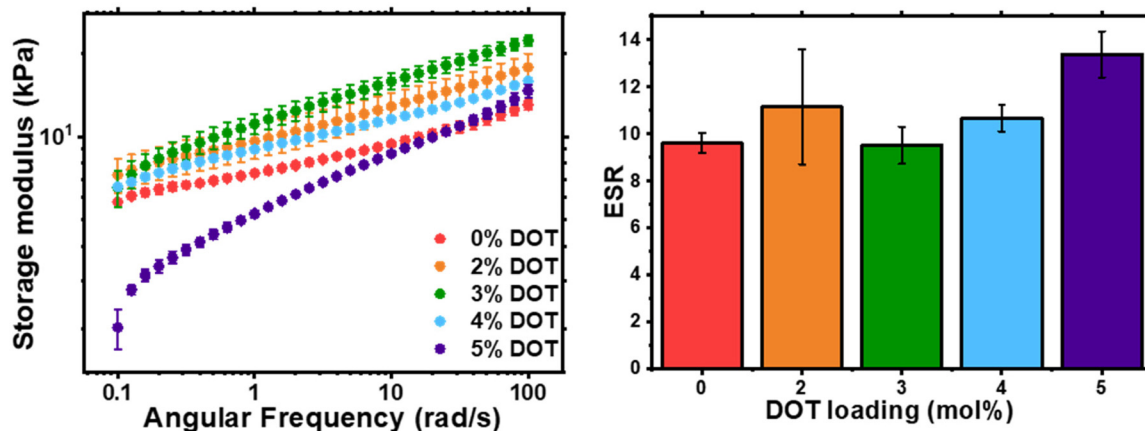 Storage modulus (kPa)
10¹
0% DOT
2% DOT
3% DOT
4% DOT
5% DOT
0.1 1 10 100
Angular Frequency (rad/s)
ESR
14
12
10
8
6
4
2
0
0 2 3 4 5
DOT loading (mol%)